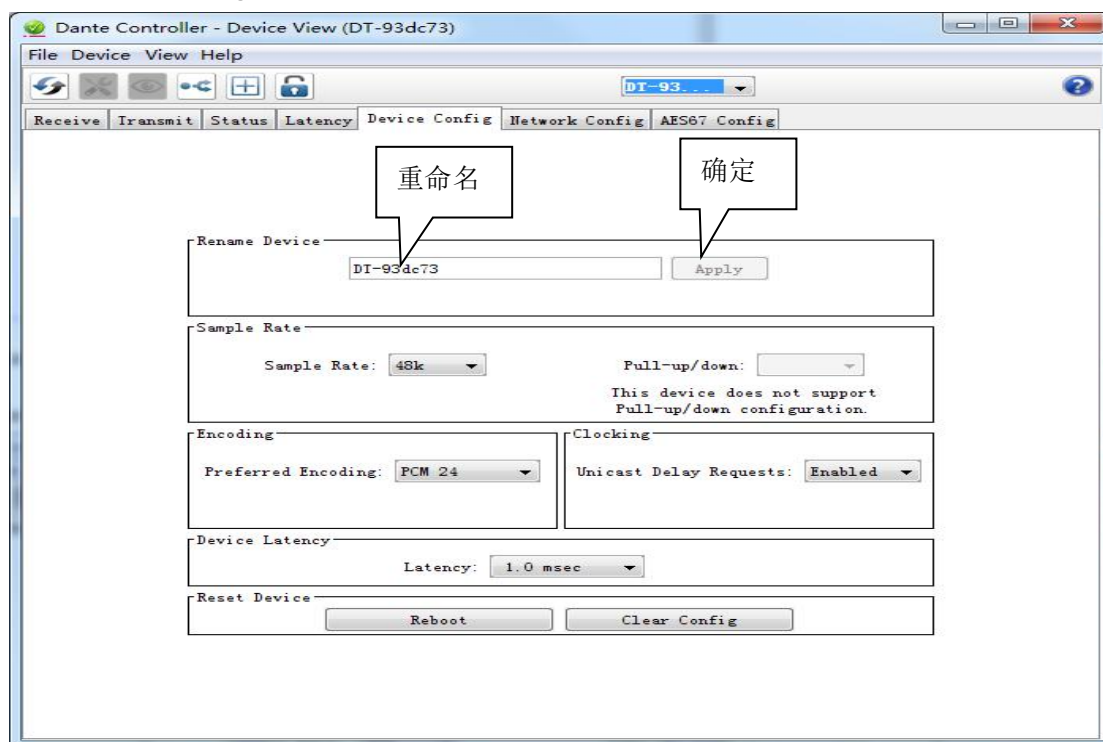 Dante Controller - Device View (DT-93dc73)
File Device View Help
DT-93...
Receive Transmit Status Latency Device Config Network Config AES67 Config
重命名 确定
Rename Device
DT-93dc73 Apply
Sample Rate
Sample Rate: 48k Pull-up/down:
This device does not support
Pull-up/down configuration.
Encoding Clocking
Preferred Encoding: PCM 24 Unicast Delay Requests: Enabled
Device Latency
Latency: 1.0 msec
Reset Device
Reboot Clear Config